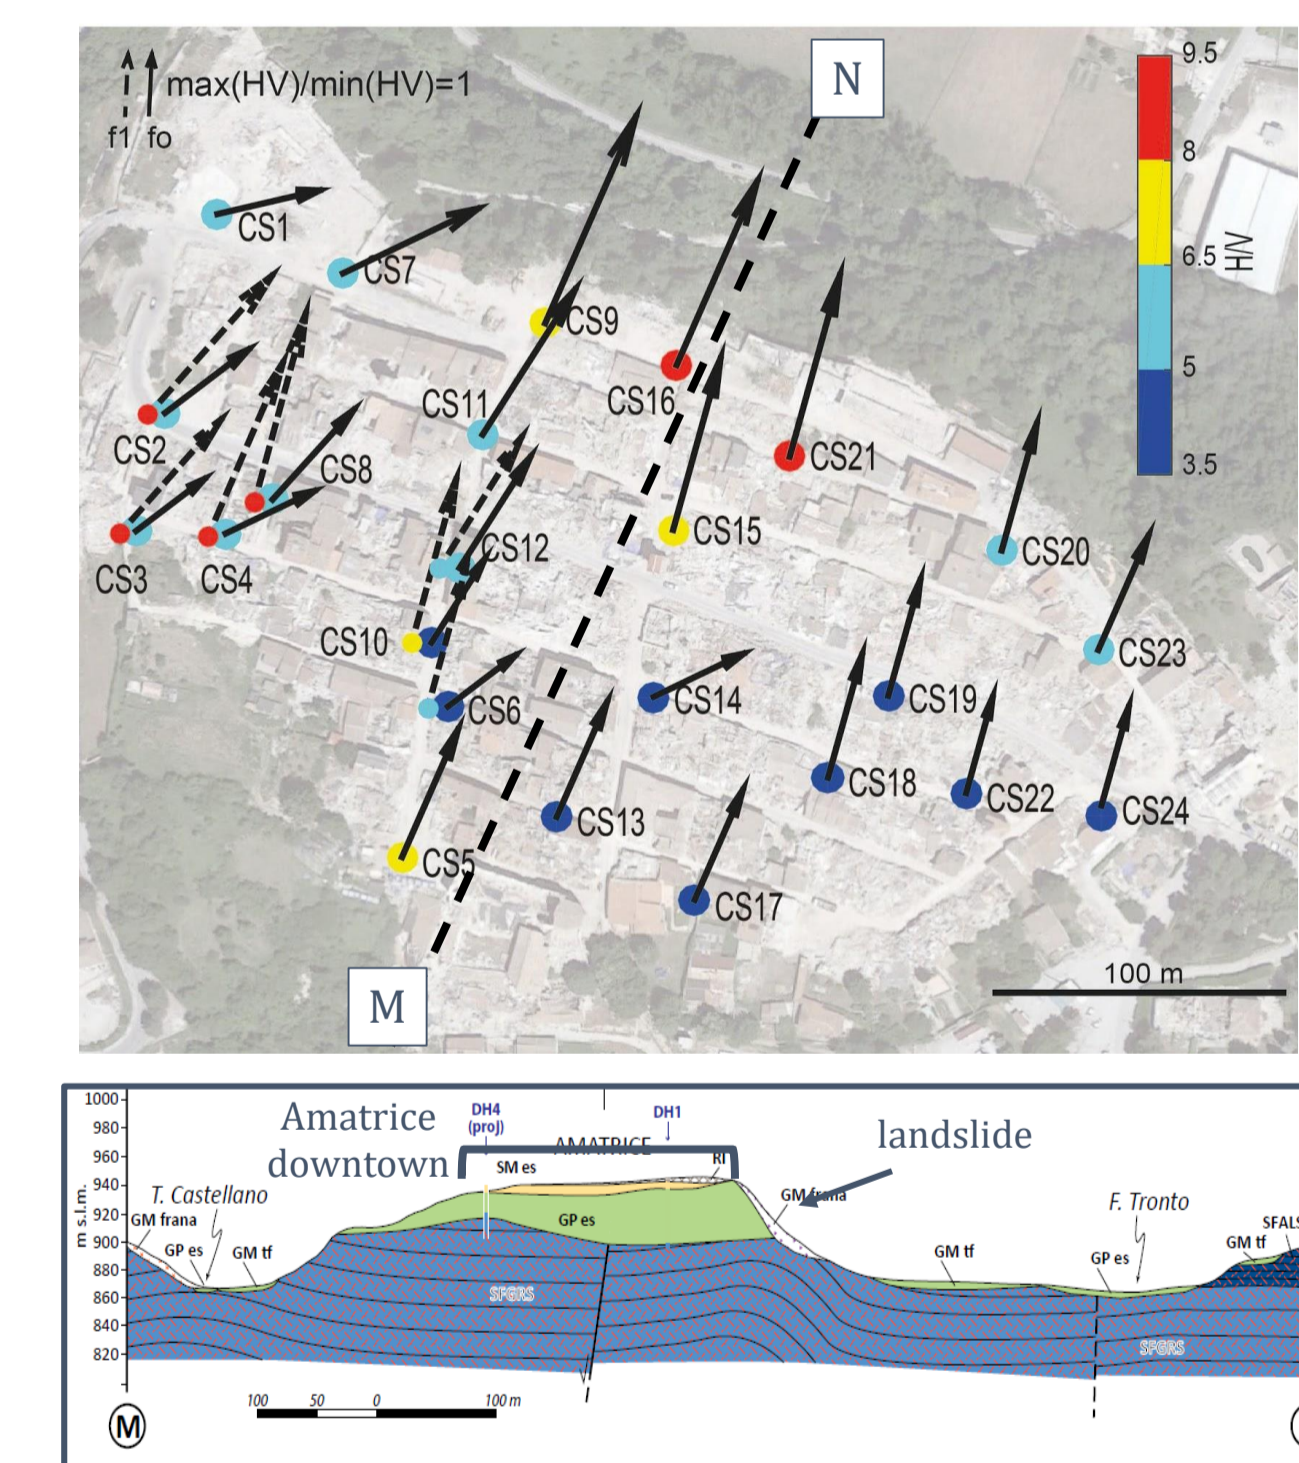 N
max(HV)/min(HV)=1
f1 fo
9.5
8
6.5
5
3.5
H/V
CS1
CS7
CS9
CS11
CS16
CS2
CS8
CS21
CS15
CS12
CS20
CS3
CS4
CS10
CS23
CS6
CS14
CS19
CS18
CS22
CS24
CS13
CS5
CS17
100 m
M
1000
980
960
940
920
900
880
860
840
820
m s.l.m.
Amatrice
downtown
DH4
(proj)
DH1
AMATRICE
landslide
SM es
RI
T. Castellano
GM frana
GP es
GM tf
GP es
GM frana
F. Tronto
GM tf
GP es
GM tf
SFALS
SFGRS
SFGRS
100 50 0 100 m
M